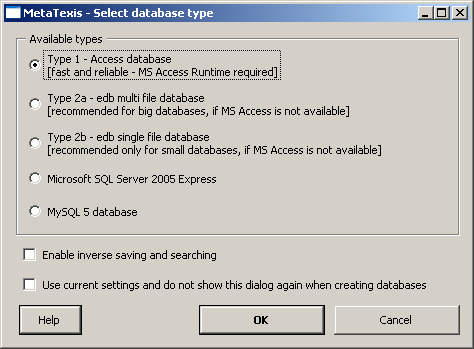 MetaTexis - Select database type
Available types
Type 1 - Access database
[fast and reliable - MS Access Runtime required]
Type 2a - edb multi file database
[recommended for big databases, if MS Access is not available]
Type 2b - edb single file database
[recommended only for small databases, if MS Access is not available]
Microsoft SQL Server 2005 Express
MySQL 5 database
Enable inverse saving and searching
Use current settings and do not show this dialog again when creating databases
Help OK Cancel